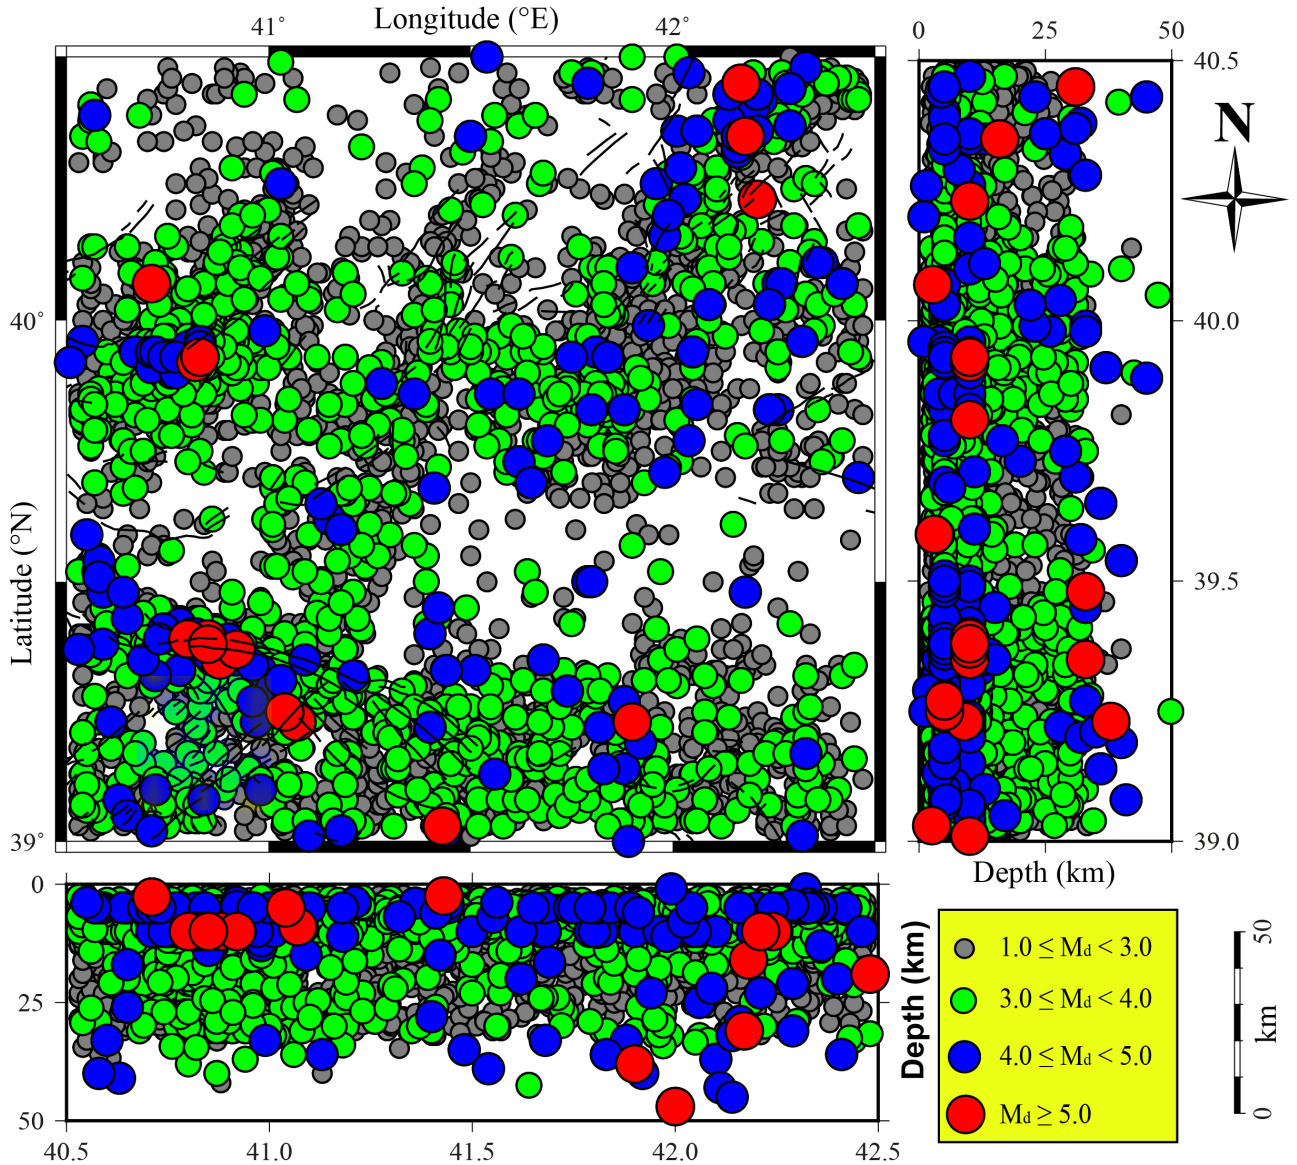 Longitude (°E)
41°
42°
0
25
50
40.5
N
40°
40.0
Latitude (°N)
39.5
39°
39.0
Depth (km)
0
25
50
Depth (km)
40.5
41.0
41.5
42.0
42.5
1.0 ≤ Md < 3.0
3.0 ≤ Md < 4.0
4.0 ≤ Md < 5.0
Md ≥ 5.0
50
km
0